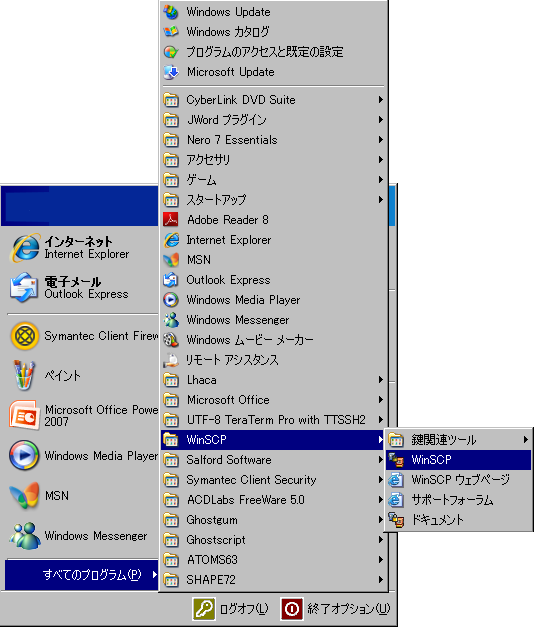 Windows Update
Windows カタログ
プログラムのアクセスと既定の設定
Microsoft Update
CyberLink DVD Suite
JWord プラグイン
Nero 7 Essentials
アクセサリ
ゲーム
スタートアップ
Adobe Reader 8
Internet Explorer
MSN
Outlook Express
Windows Media Player
Windows Messenger
Windows ムービー メーカー
リモート アシスタンス
Lhaca
Microsoft Office
UTF-8 TeraTerm Pro with TTSSH2
WinSCP
Salford Software
Symantec Client Security
ACDLabs FreeWare 5.0
Ghostgum
Ghostscript
ATOMS63
SHAPE72
鍵関連ツール
WinSCP
WinSCP ウェブページ
サポートフォーラム
ドキュメント
インターネット
Internet Explorer
電子メール
Outlook Express
Symantec Client Firew
ペイント
Microsoft Office Powe
2007
Windows Media Player
MSN
Windows Messenger
すべてのプログラム(P)
ログオフ(L)
終了オプション(U)